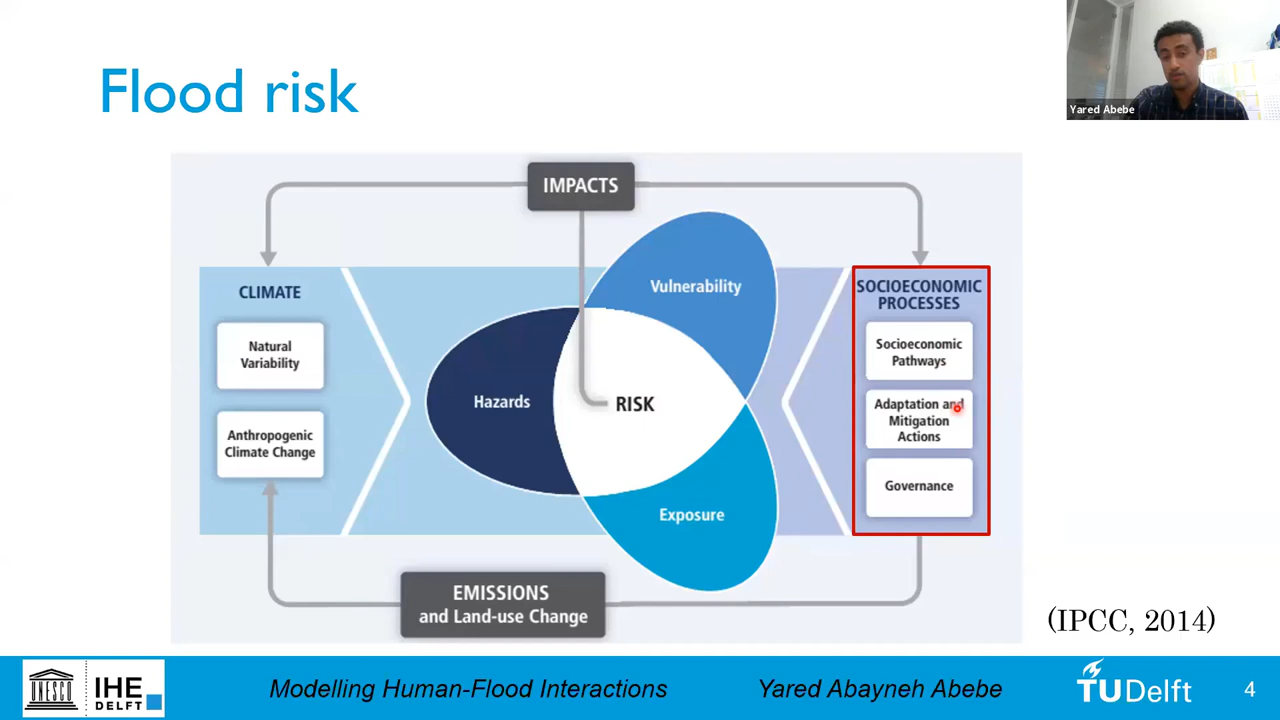 Flood risk
Yared Abebe
IMPACTS
CLIMATE
Natural
Variability
Anthropogenic
Climate Change
Hazards
Vulnerability
RISK
Exposure
SOCIOECONOMIC
PROCESSES
Socioeconomic
Pathways
Adaptation and
Mitigation
Actions
Governance
EMISSIONS
and Land-use Change
(IPCC, 2014)
UNESCO
IHE
DELFT
Modelling Human-Flood Interactions
Yared Abayneh Abebe
TUDelft
4